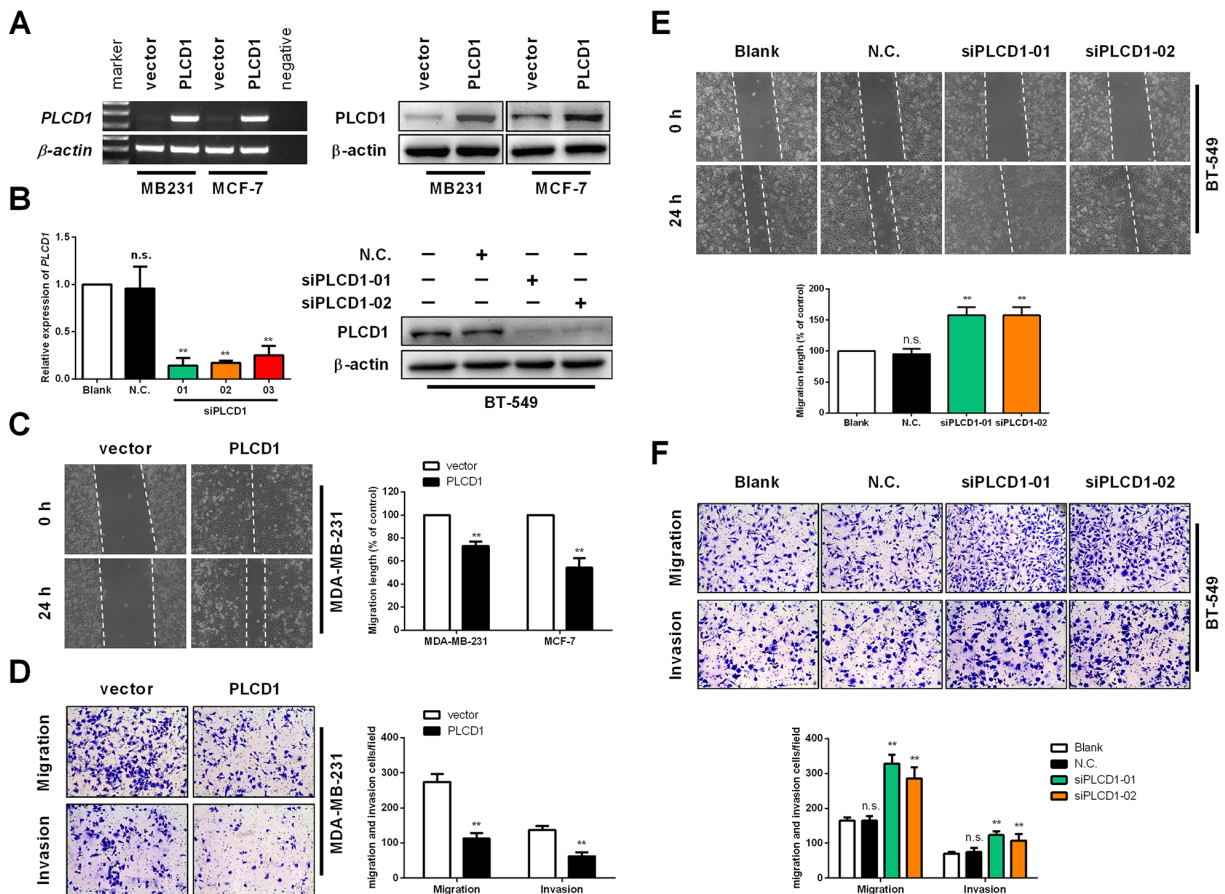 A
marker
vector
PLCD1
vector
PLCD1
negative
PLCD1
β-actin
MB231
MCF-7
vector
PLCD1
vector
PLCD1
PLCD1
β-actin
MB231
MCF-7
B
Relative expression of PLCD1
1.5
1.0
0.5
0.0
n.s.
**
**
**
Blank
N.C.
01
02
03
siPLCD1
N.C. – + – –
siPLCD1-01 – – + –
siPLCD1-02 – – – +
PLCD1
β-actin
BT-549
C
vector
PLCD1
0 h
24 h
MDA-MB-231
vector
PLCD1
Migration length (% of control)
120
100
80
60
40
20
0
**
**
MDA-MB-231
MCF-7
D
vector
PLCD1
Migration
Invasion
MDA-MB-231
vector
PLCD1
migration and invasion cells/field
400
300
200
100
0
**
**
Migration
Invasion
E
Blank
N.C.
siPLCD1-01
siPLCD1-02
0 h
24 h
BT-549
Migration length (% of control)
200
150
100
50
0
n.s.
**
**
Blank
N.C.
siPLCD1-01
siPLCD1-02
F
Blank
N.C.
siPLCD1-01
siPLCD1-02
Migration
Invasion
BT-549
migration and invasion cells/field
400
300
200
100
0
n.s.
**
**
n.s.
**
**
Migration
Invasion
Blank
N.C.
siPLCD1-01
siPLCD1-02